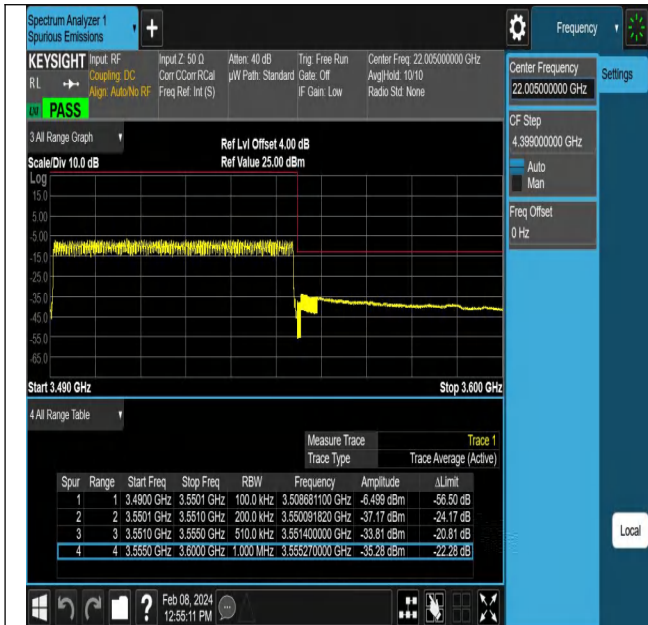 Spectrum Analyzer 1
Spurious Emissions
+
Frequency
KEYSIGHT
RL
Input: RF
Coupling: DC
Align: Auto/No RF
Input Z: 50 Ω
Corr CCorr RCal
Freq Ref: Int (S)
Atten: 40 dB
µW Path: Standard
Trig: Free Run
Gate: Off
IF Gain: Low
Center Freq: 22.005000000 GHz
Avg|Hold: 10/10
Radio Std: None
PASS
Center Frequency
22.005000000 GHz
Settings
CF Step
4.399000000 GHz
Auto
Man
Freq Offset
0 Hz
Local
3 All Range Graph
Scale/Div 10.0 dB
Ref Lvl Offset 4.00 dB
Ref Value 25.00 dBm
Log
15.0
5.00
-5.00
-15.0
-25.0
-35.0
-45.0
-55.0
-65.0
Start 3.490 GHz
Stop 3.600 GHz
4 All Range Table
Measure Trace Trace 1
Trace Type Trace Average (Active)
Spur Range Start Freq Stop Freq RBW Frequency Amplitude ΔLimit
1 1 3.4900 GHz 3.5501 GHz 100.0 kHz 3.508681100 GHz -6.499 dBm -56.50 dB
2 2 3.5501 GHz 3.5510 GHz 200.0 kHz 3.550091820 GHz -37.17 dBm -24.17 dB
3 3 3.5510 GHz 3.5550 GHz 510.0 kHz 3.551400000 GHz -33.81 dBm -20.81 dB
4 4 3.5550 GHz 3.6000 GHz 1.000 MHz 3.555270000 GHz -35.28 dBm -22.28 dB
?
Feb 08, 2024
12:55:11 PM